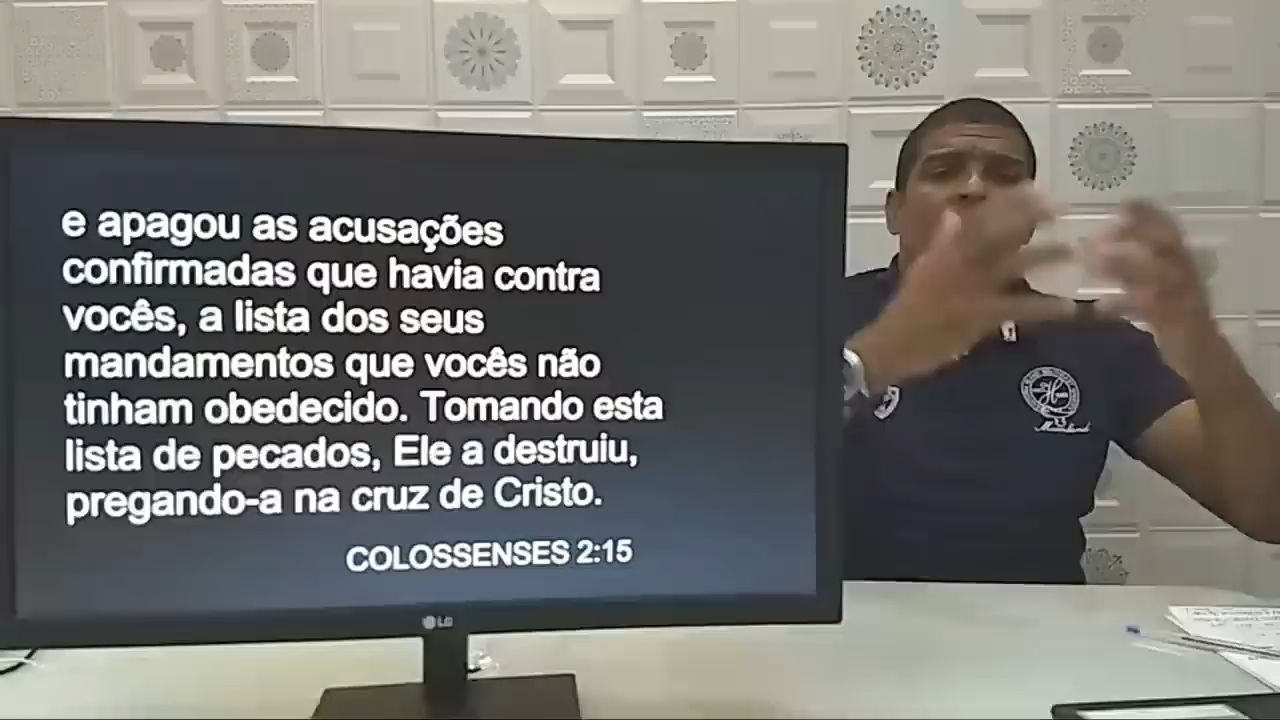 e apagou as acusações
confirmadas que havia contra
vocês, a lista dos seus
mandamentos que vocês não
tinham obedecido. Tomando esta
lista de pecados, Ele a destruiu,
pregando-a na cruz de Cristo.
COLOSSENSES 2:15
LG